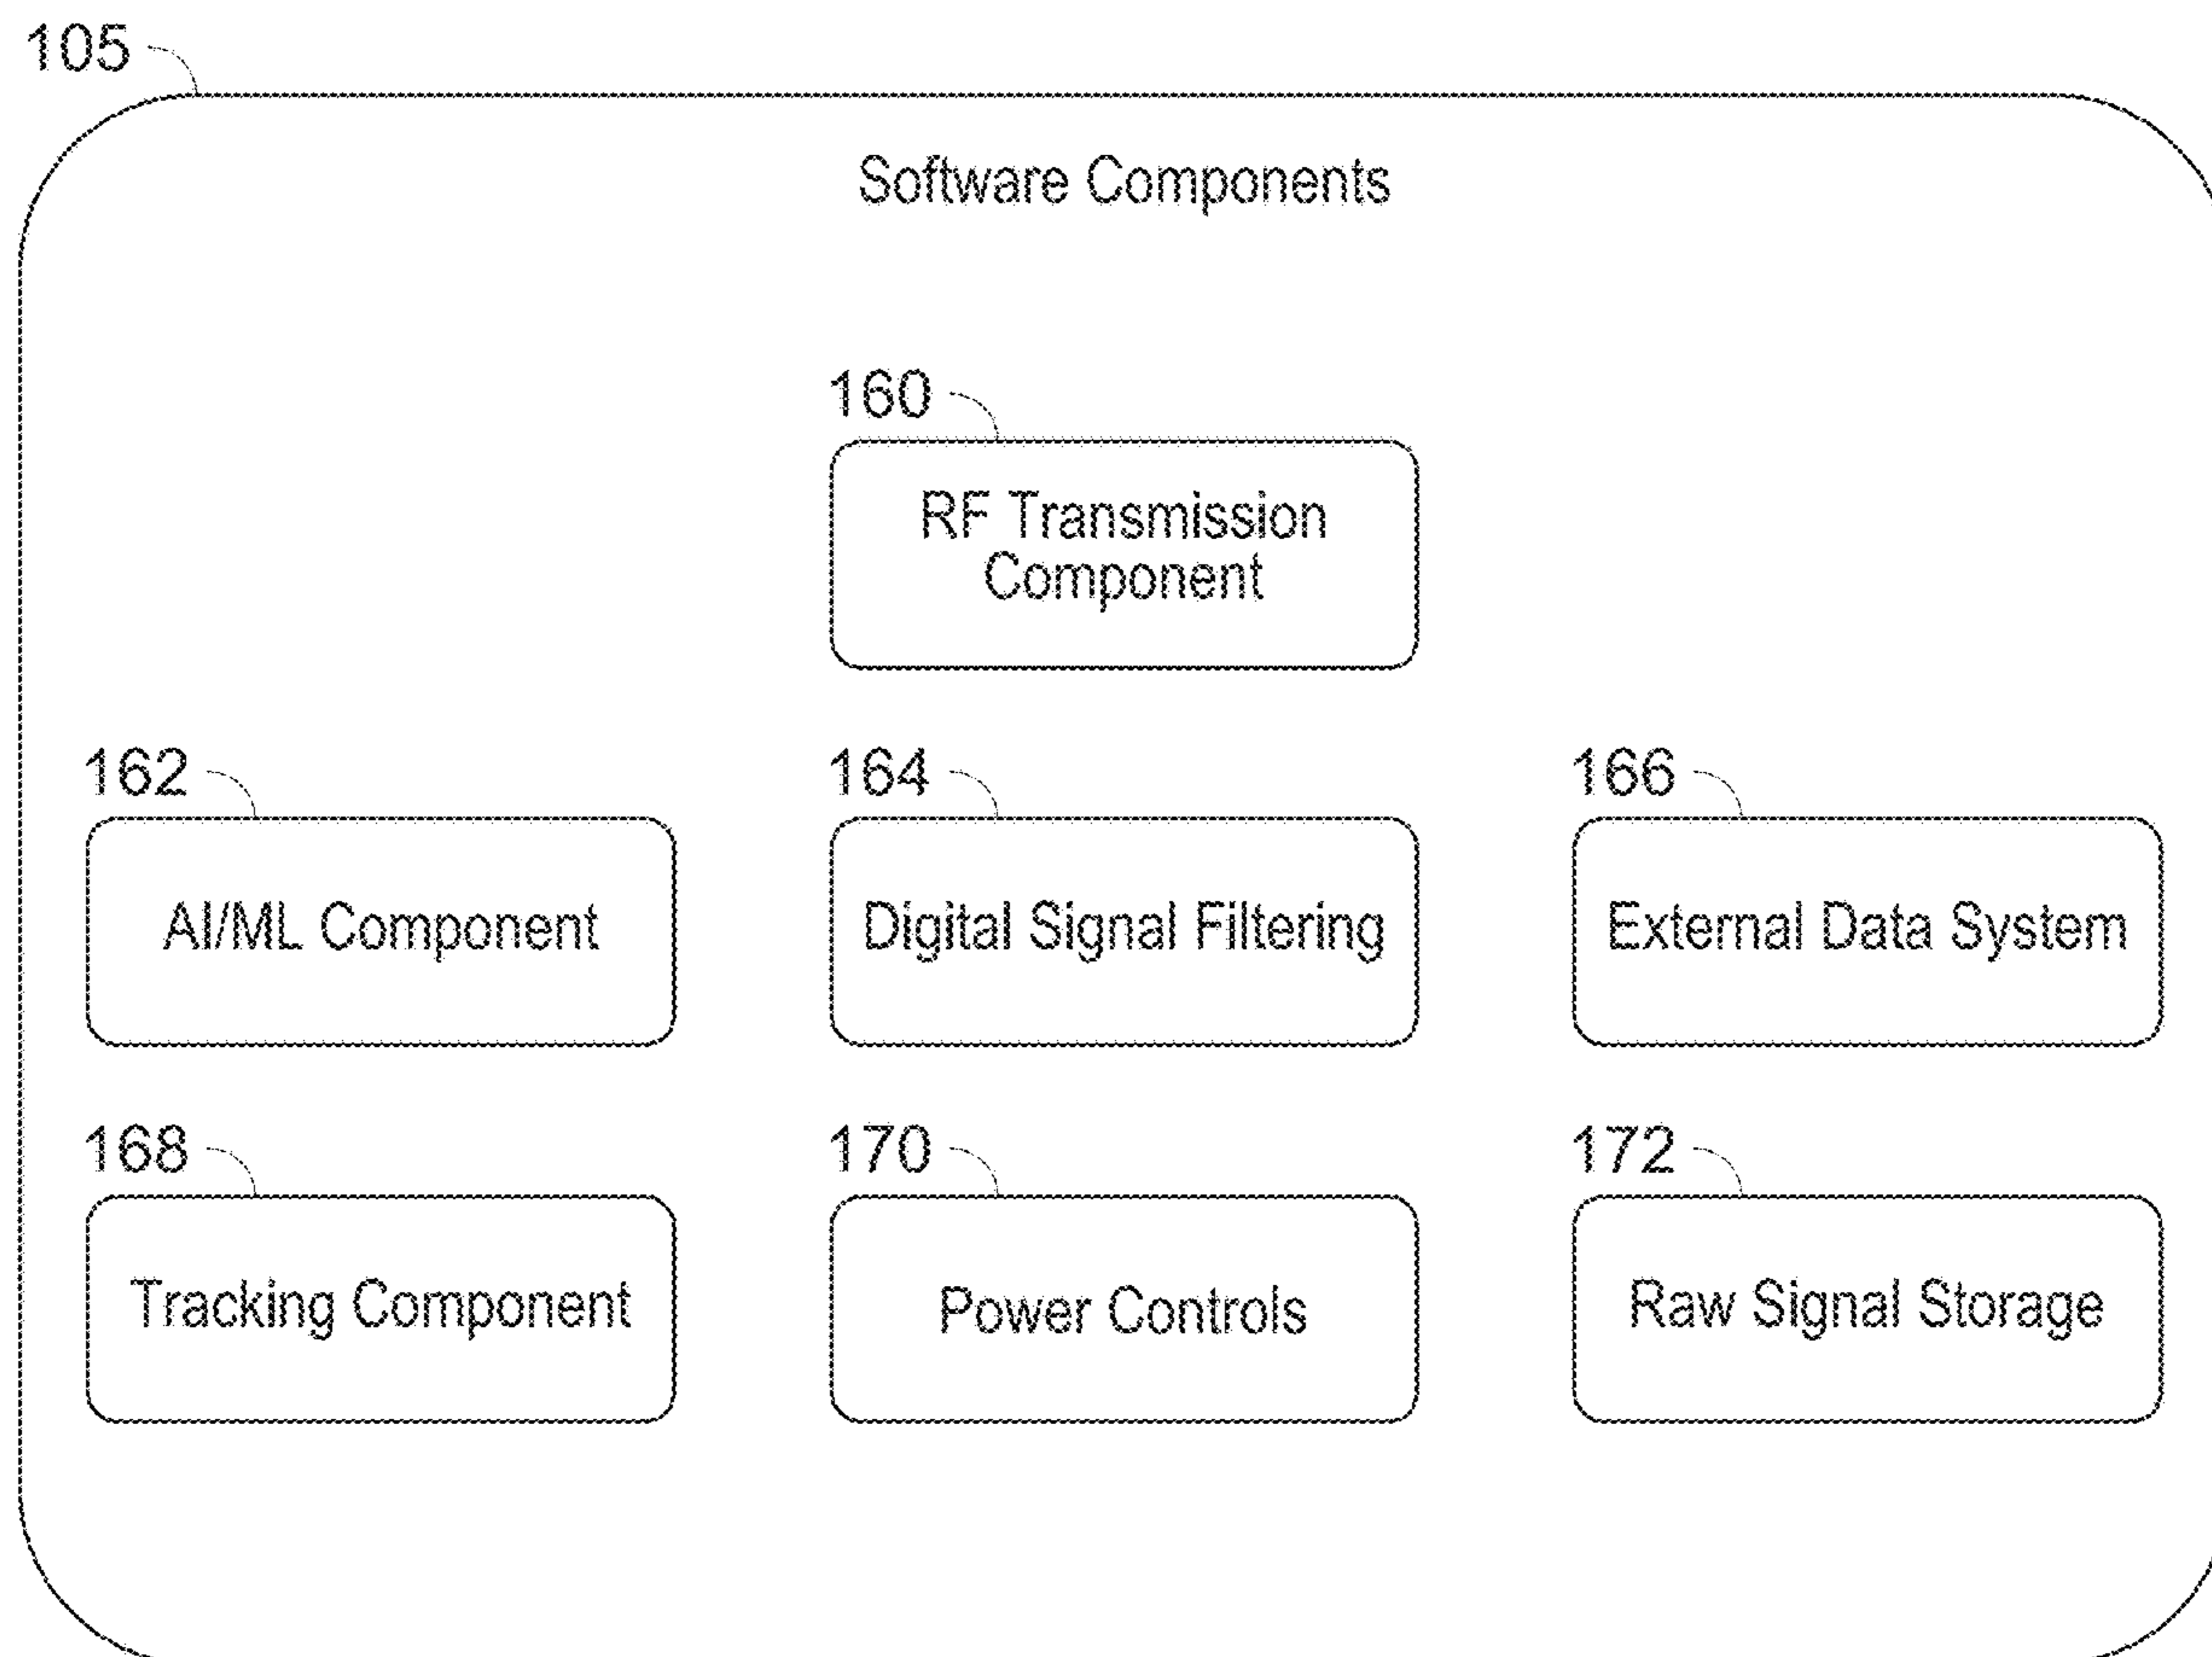 105
Software Components
160
RF Transmission
Component
162
164
166
AI/ML Component
Digital Signal Filtering
External Data System
168
170
172
Tracking Component
Power Controls
Raw Signal Storage